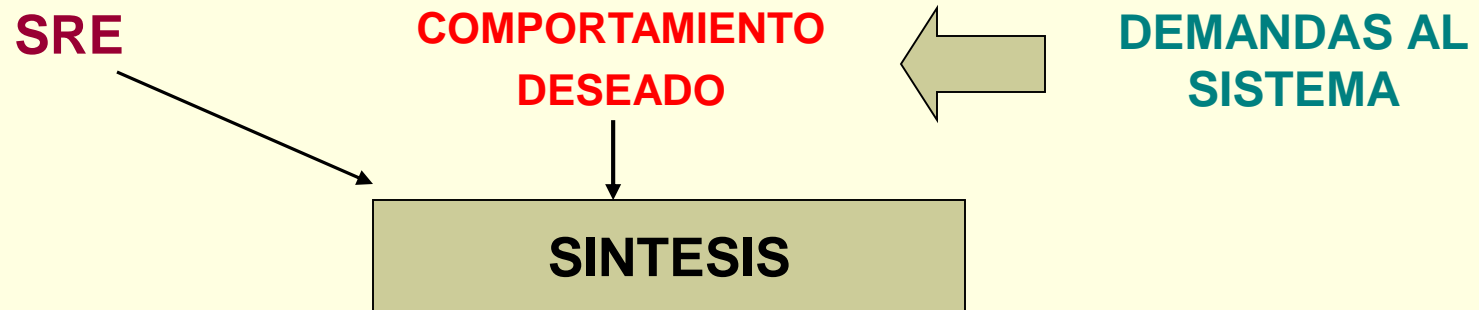 SRE
COMPORTAMIENTO
DESEADO
DEMANDAS AL
SISTEMA
SINTESIS